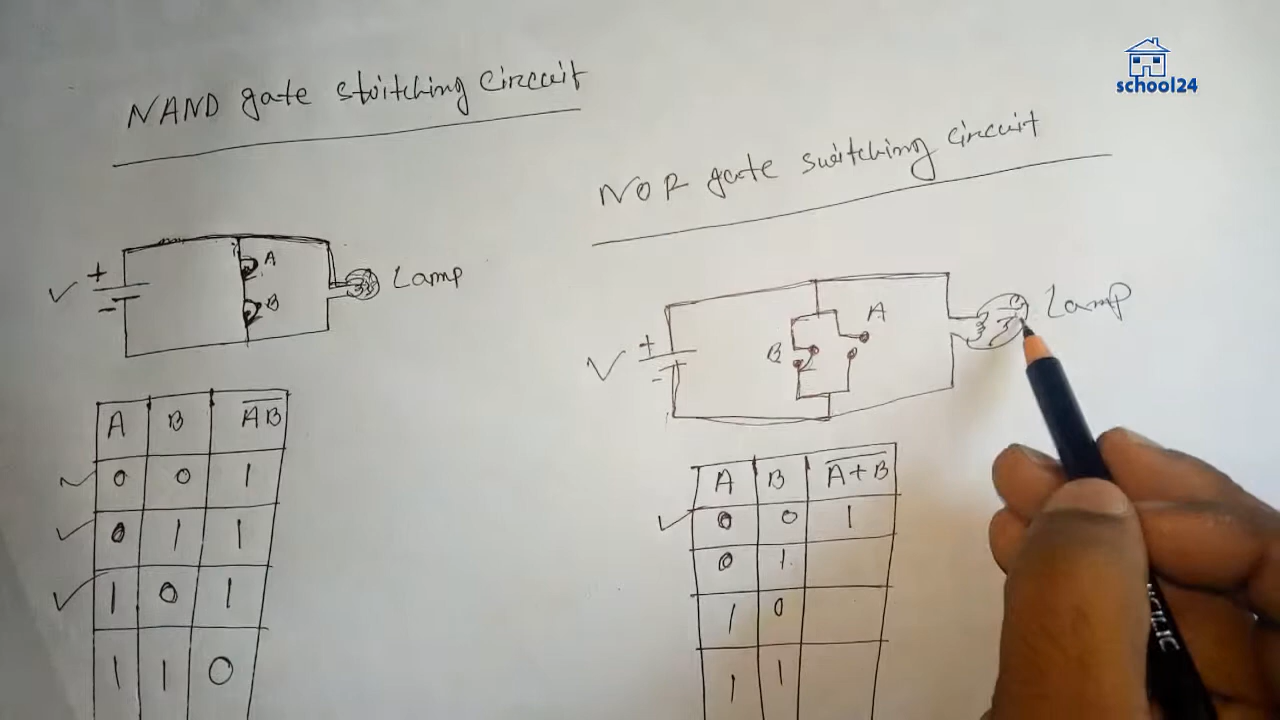 school24
NAND gate switching circuit
NOR gate switching circuit
+
A
Lamp
-
B
A
Lamp
+
B
-
A B A̅B̅
0 0 1
0 1 1
1 0 1
1 1 0
A B A̅+̅B̅
0 0 1
0 1
1 0
1 1
CILIC